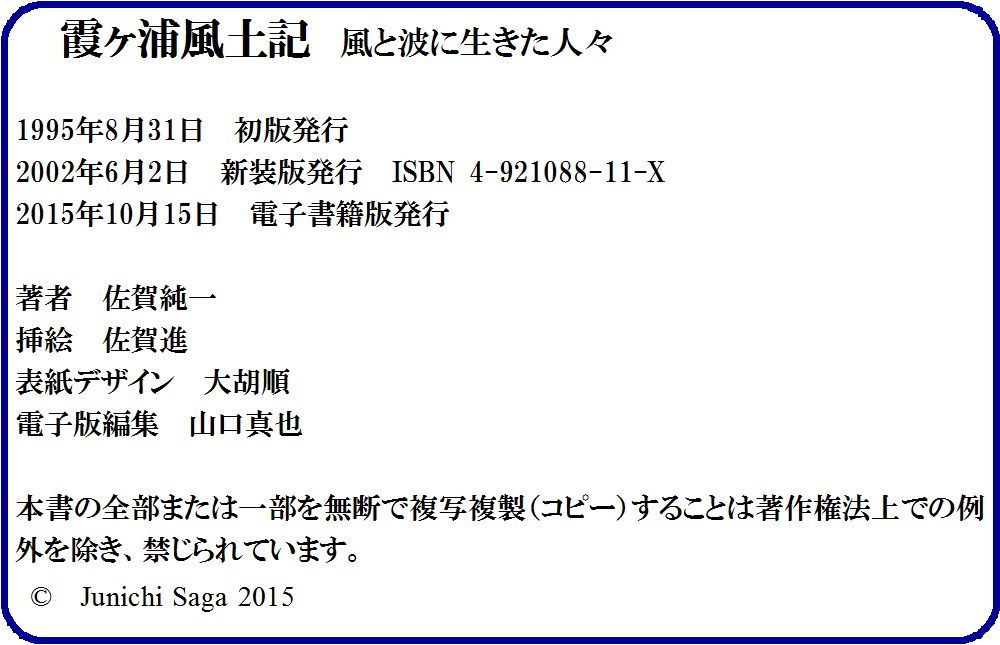 霞ヶ浦風土記　風と波に生きた人々
1995年8月31日　初版発行
2002年6月2日　新装版発行　ISBN 4-921088-11-X
2015年10月15日　電子書籍版発行
著者　佐賀純一
挿絵　佐賀進
表紙デザイン　大胡順
電子版編集　山口真也
本書の全部または一部を無断で複写複製（コピー）することは著作権法上での例
外を除き、禁じられています。
©　Junichi Saga 2015